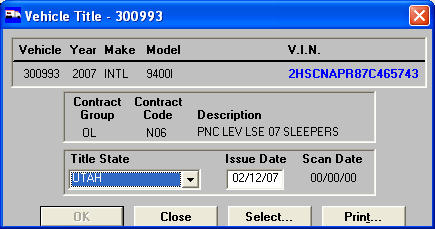 Vehicle Title - 300993
Vehicle Year Make Model V.I.N.
300993 2007 INTL 9400I 2HSCNAPR87C465743
Contract Group Contract Code Description
OL N06 PNC LEV LSE 07 SLEEPERS
Title State Issue Date Scan Date
UTAH 02/12/07 00/00/00
OK Close Select... Print...